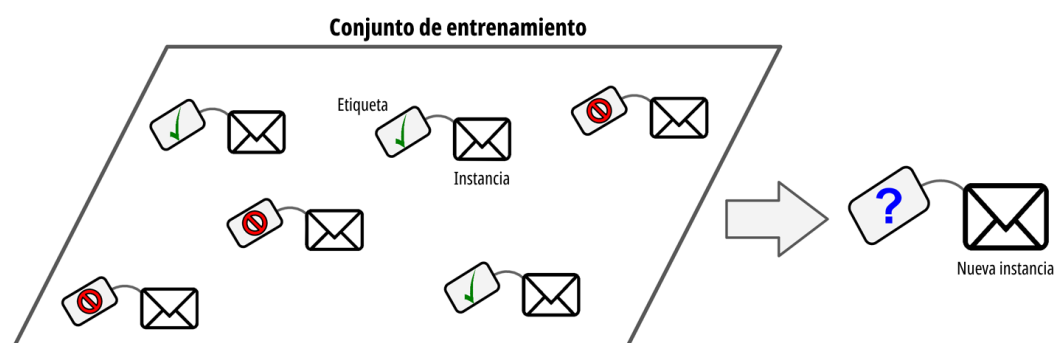 Conjunto de entrenamiento
Etiqueta
Instancia
?
Nueva instancia